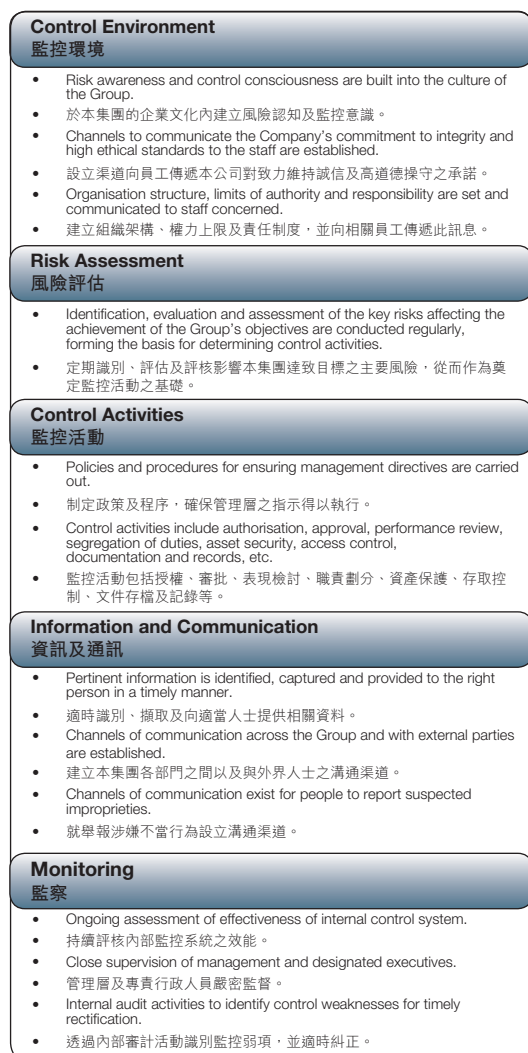 Control Environment
監控環境
• Risk awareness and control consciousness are built into the culture of
the Group.
• 於本集團的企業文化內建立風險認知及監控意識。
• Channels to communicate the Company's commitment to integrity and
high ethical standards to the staff are established.
• 設立渠道向員工傳遞本公司對致力維持誠信及高道德操守之承諾。
• Organisation structure, limits of authority and responsibility are set and
communicated to staff concerned.
• 建立組織架構、權力上限及責任制度,並向相關員工傳遞此訊息。
Risk Assessment
風險評估
• Identification, evaluation and assessment of the key risks affecting the
achievement of the Group's objectives are conducted regularly,
forming the basis for determining control activities.
• 定期識別、評估及評核影響本集團達致目標之主要風險,從而作為奠
定監控活動之基礎。
Control Activities
監控活動
• Policies and procedures for ensuring management directives are carried
out.
• 制定政策及程序,確保管理層之指示得以執行。
• Control activities include authorisation, approval, performance review,
segregation of duties, asset security, access control,
documentation and records, etc.
• 監控活動包括授權、審批、表現檢討、職責劃分、資產保護、存取控
制、文件存檔及記錄等。
Information and Communication
資訊及通訊
• Pertinent information is identified, captured and provided to the right
person in a timely manner.
• 適時識別、擷取及向適當人士提供相關資料。
• Channels of communication across the Group and with external parties
are established.
• 建立本集團各部門之間以及與外界人士之溝通渠道。
• Channels of communication exist for people to report suspected
improprieties.
• 就舉報涉嫌不當行為設立溝通渠道。
Monitoring
監察
• Ongoing assessment of effectiveness of internal control system.
• 持續評核內部監控系統之效能。
• Close supervision of management and designated executives.
• 管理層及專責行政人員嚴密監督。
• Internal audit activities to identify control weaknesses for timely
rectification.
• 透過內部審計活動識別監控弱項,並適時糾正。